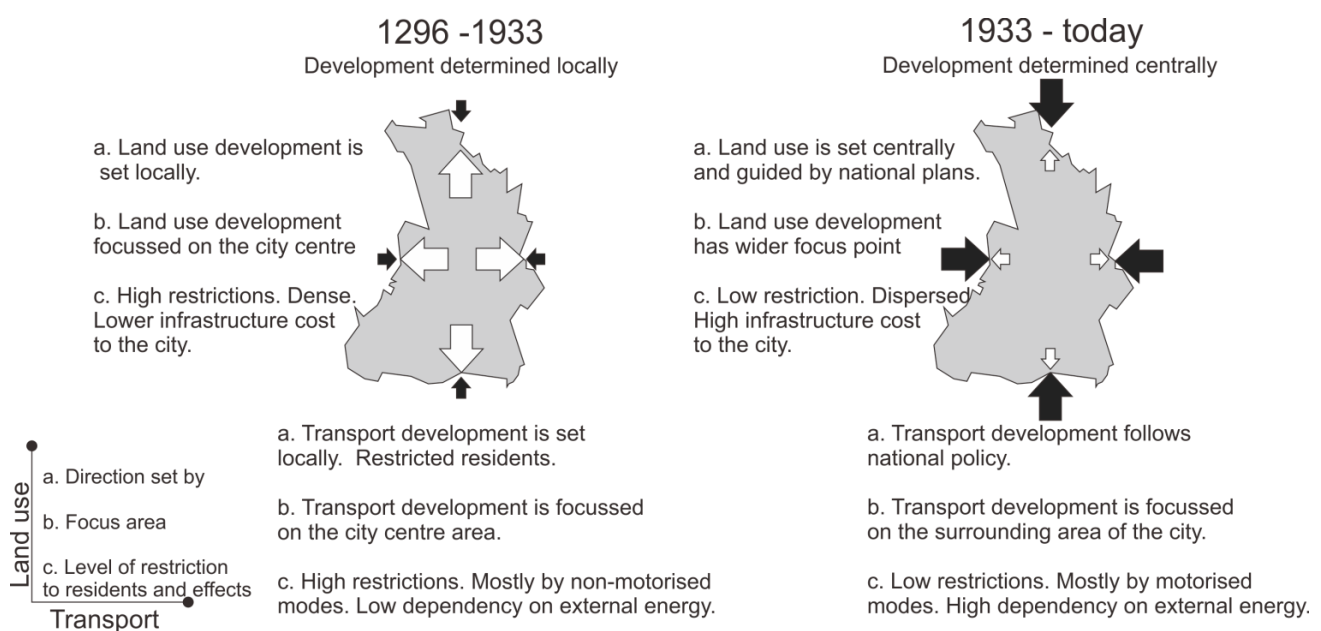 1296 -1933
Development determined locally
a. Land use development is
set locally.
b. Land use development
focussed on the city centre
c. High restrictions. Dense.
Lower infrastructure cost
to the city.
a. Transport development is set
locally. Restricted residents.
b. Transport development is focussed
on the city centre area.
c. High restrictions. Mostly by non-motorised
modes. Low dependency on external energy.
1933 - today
Development determined centrally
a. Land use is set centrally
and guided by national plans.
b. Land use development
has wider focus point
c. Low restriction. Dispersed
High infrastructure cost
to the city.
a. Transport development follows
national policy.
b. Transport development is focussed
on the surrounding area of the city.
c. Low restrictions. Mostly by motorised
modes. High dependency on external energy.
Land use
a. Direction set by
b. Focus area
c. Level of restriction
to residents and effects
Transport